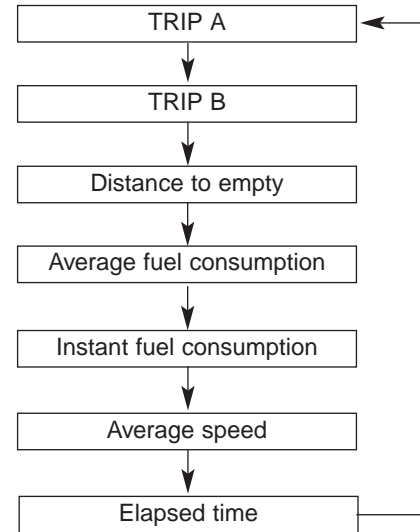 TRIP A
TRIP B
Distance to empty
Average fuel consumption
Instant fuel consumption
Average speed
Elapsed time